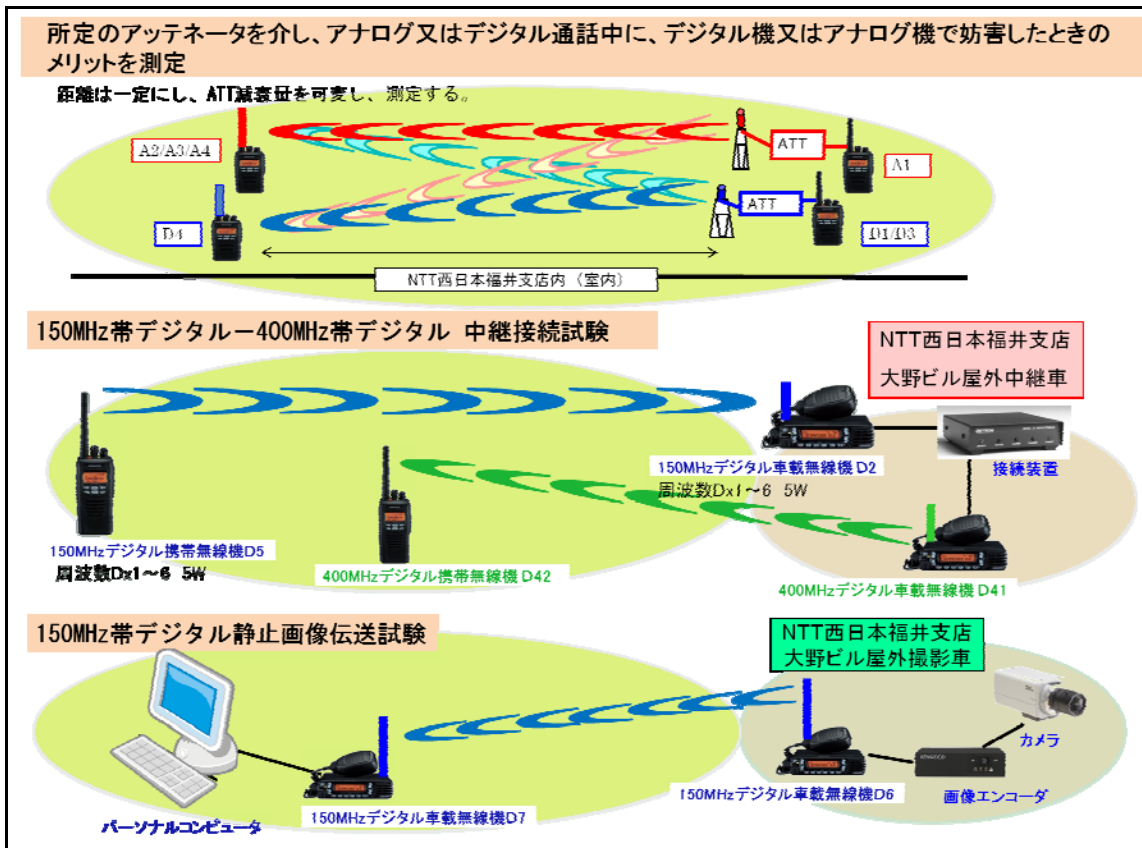 所定のアッテネータを介し、アナログ又はデジタル通話中に、デジタル機又はアナログ機で妨害したときの
メリットを測定
距離は一定にし、ATT減衰量を可変し、測定する。
A2/A3/A4
ATT
A1
D4
ATT
D1/D3
NTT西日本福井支店内（室内）
150MHz帯デジタル－400MHz帯デジタル 中継接続試験
NTT西日本福井支店
大野ビル屋外中継車
150MHzデジタル車載無線機 D2
周波数Dx1～6 5W
接続装置
150MHzデジタル携帯無線機D5
周波数Dx1～6 5W
400MHzデジタル携帯無線機 D42
400MHzデジタル車載無線機 D41
150MHz帯デジタル静止画像伝送試験
NTT西日本福井支店
大野ビル屋外撮影車
カメラ
KENWOOD
150MHzデジタル車載無線機D6
画像エンコーダ
150MHzデジタル車載無線機D7
パーソナルコンピュータ